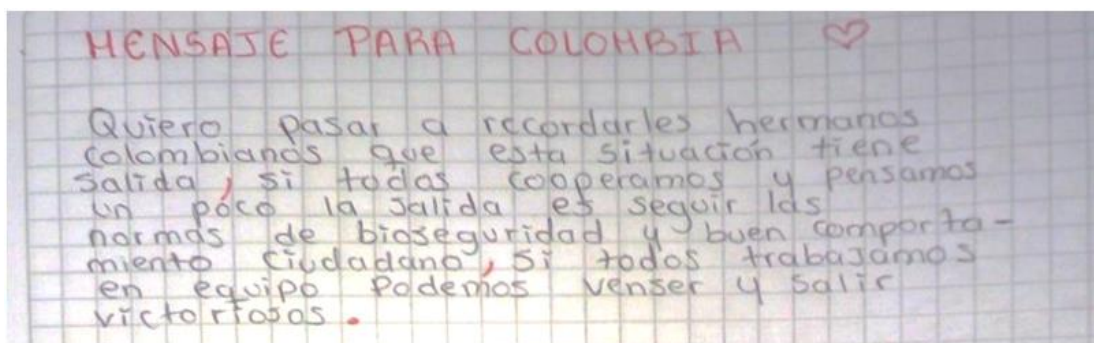 MENSAJE PARA COLOMBIA ♡
Quiero pasar a recordarles hermanos
colombianos que esta situación tiene
salida, si todos cooperamos y pensamos
un poco la salida es seguir las
normas de bioseguridad y buen comporta-
miento ciudadano, si todos trabajamos
en equipo podemos venser y salir
victoriosos.